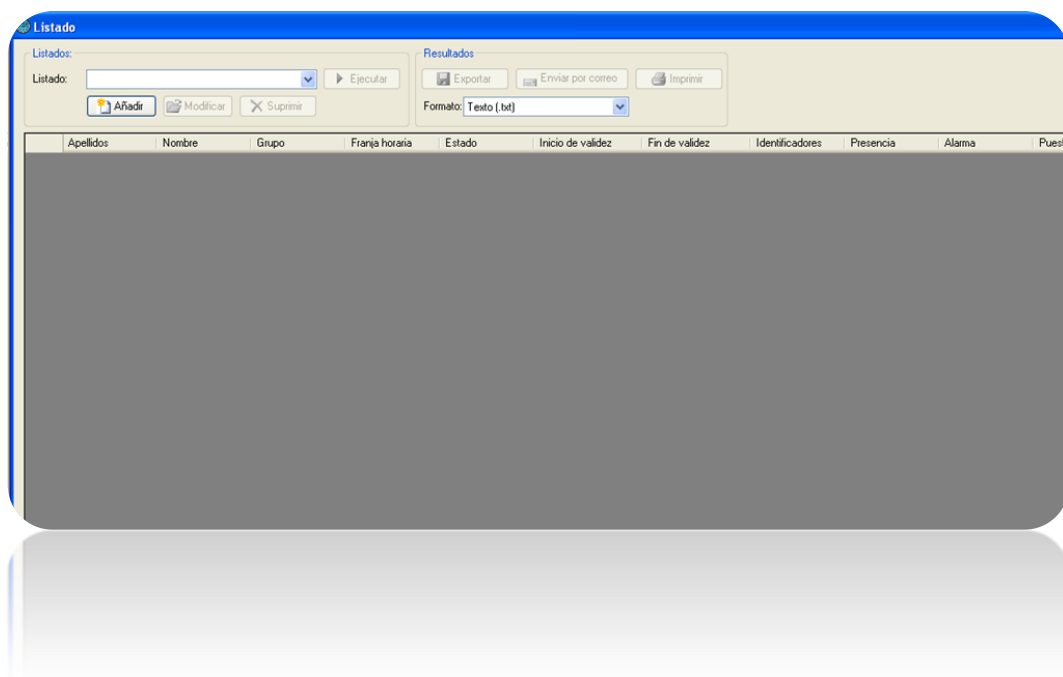 Listado
Listados:
Listado:
Ejecutar
Añadir
Modificar
Suprimir
Resultados
Exportar
Enviar por correo
Imprimir
Formato: Texto (.txt)
Apellidos Nombre Grupo Franja horaria Estado Inicio de validez Fin de validez Identificadores Presencia Alarma Pues